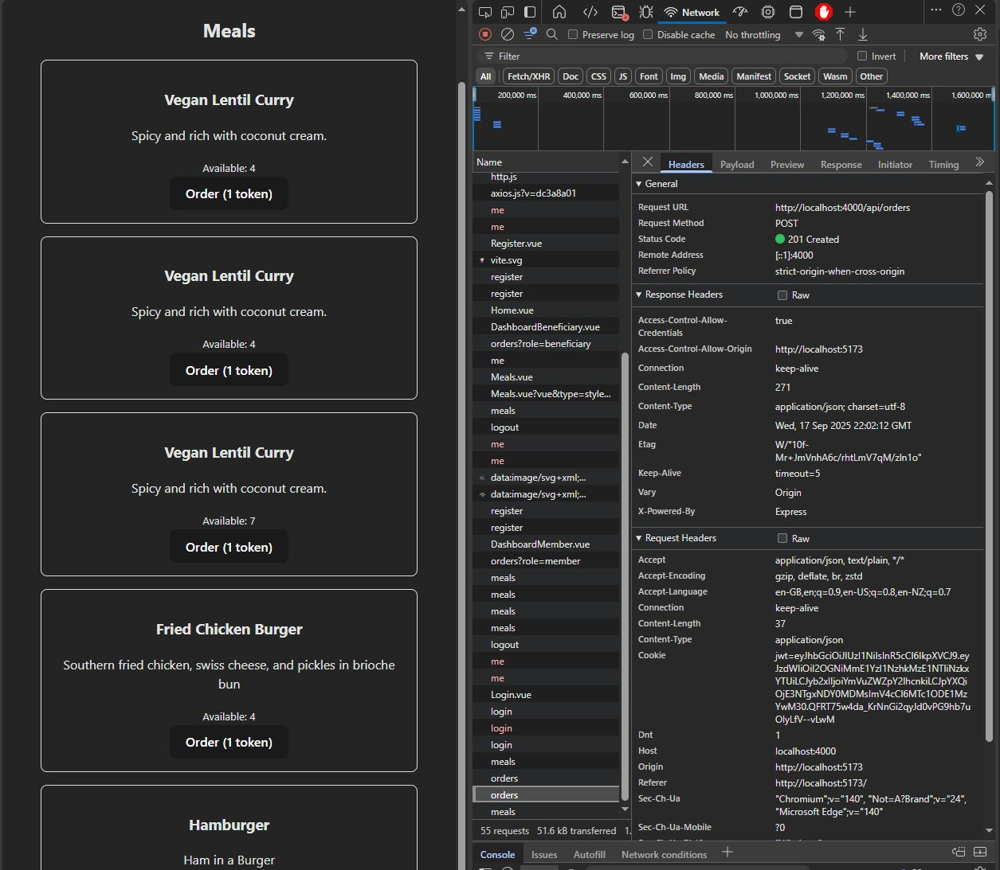 Meals
Vegan Lentil Curry
Spicy and rich with coconut cream.
Available: 4
Order (1 token)
Vegan Lentil Curry
Spicy and rich with coconut cream.
Available: 4
Order (1 token)
Vegan Lentil Curry
Spicy and rich with coconut cream.
Available: 7
Order (1 token)
Fried Chicken Burger
Southern fried chicken, swiss cheese, and pickles in brioche
bun
Available: 4
Order (1 token)
Hamburger
Ham in a Burger
Network
Preserve log
Disable cache
No throttling
Filter
Invert
More filters
All
Fetch/XHR
Doc
CSS
JS
Font
Img
Media
Manifest
Socket
Wasm
Other
200,000 ms
400,000 ms
600,000 ms
800,000 ms
1,000,000 ms
1,200,000 ms
1,400,000 ms
1,600,000 ms
Name
http.js
axios.js?v=dc3a8a01
me
me
Register.vue
vite.svg
register
register
Home.vue
DashboardBeneficiary.vue
orders?role=beneficiary
me
Meals.vue
Meals.vue?vue&type=style...
meals
logout
me
me
data:image/svg+xml;...
data:image/svg+xml;...
register
register
DashboardMember.vue
orders?role=member
meals
meals
meals
meals
logout
me
me
Login.vue
login
login
login
meals
orders
orders
meals
55 requests
51.6 kB transferred
1.
Headers
Payload
Preview
Response
Initiator
Timing
General
Request URL
http://localhost:4000/api/orders
Request Method
POST
Status Code
201 Created
Remote Address
[::1]:4000
Referrer Policy
strict-origin-when-cross-origin
Response Headers
Raw
Access-Control-Allow-
Credentials
true
Access-Control-Allow-Origin
http://localhost:5173
Connection
keep-alive
Content-Length
271
Content-Type
application/json; charset=utf-8
Date
Wed, 17 Sep 2025 22:02:12 GMT
Etag
W/"10f-
Mr+JmVnhA6c/rhtLmV7qM/zln1o"
Keep-Alive
timeout=5
Vary
Origin
X-Powered-By
Express
Request Headers
Raw
Accept
application/json, text/plain, */*
Accept-Encoding
gzip, deflate, br, zstd
Accept-Language
en-GB,en;q=0.9,en-US;q=0.8,en-NZ;q=0.7
Connection
keep-alive
Content-Length
37
Content-Type
application/json
Cookie
Dnt
1
Host
localhost:4000
Origin
http://localhost:5173
Referer
http://localhost:5173/
Sec-Ch-Ua
"Chromium";v="140", "Not=A?Brand";v="24",
"Microsoft Edge";v="140"
Sec-Ch-Ua-Mobile
?0
Console
Issues
Autofill
Network conditions